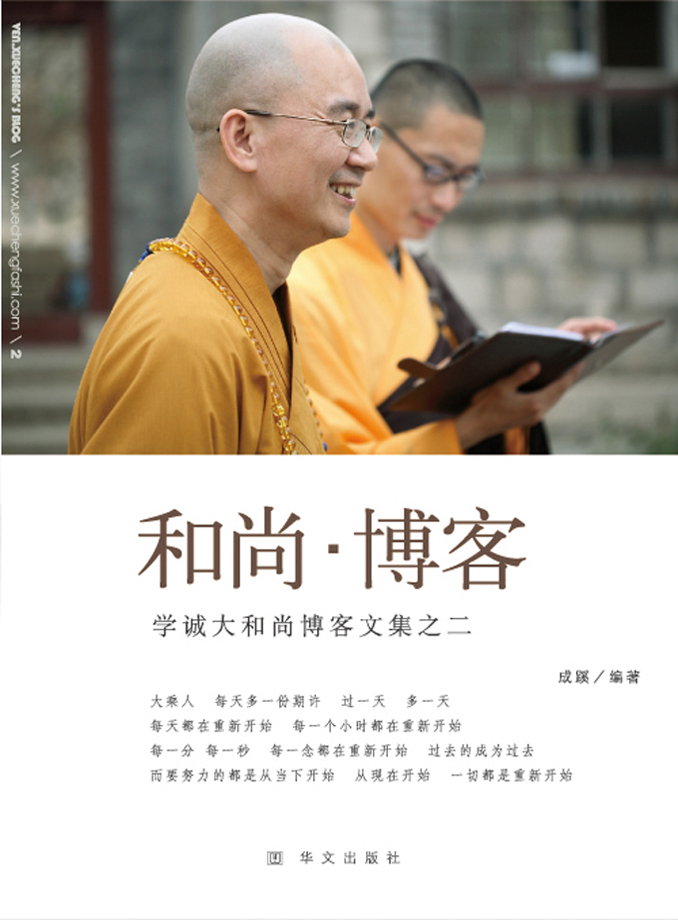 VEN.XUECHENG'S BLOG \ www.xuechengfashi.com \ 2
和尚·博客
学诚大和尚博客文集之二
成蹊／编著
大乘人 每天多一份期许 过一天 多一天
每天都在重新开始 每一个小时都在重新开始
每一分 每一秒 每一念都在重新开始 过去的成为过去
而要努力的都是从当下开始 从现在开始 一切都是重新开始
华文出版社